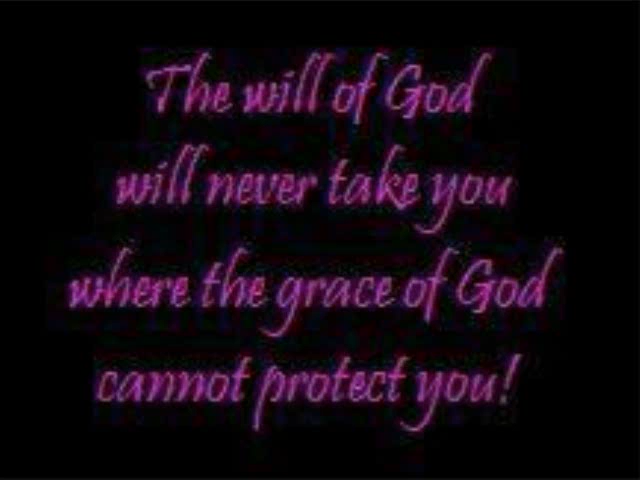 The will of God
will never take you
where the grace of God
cannot protect you!